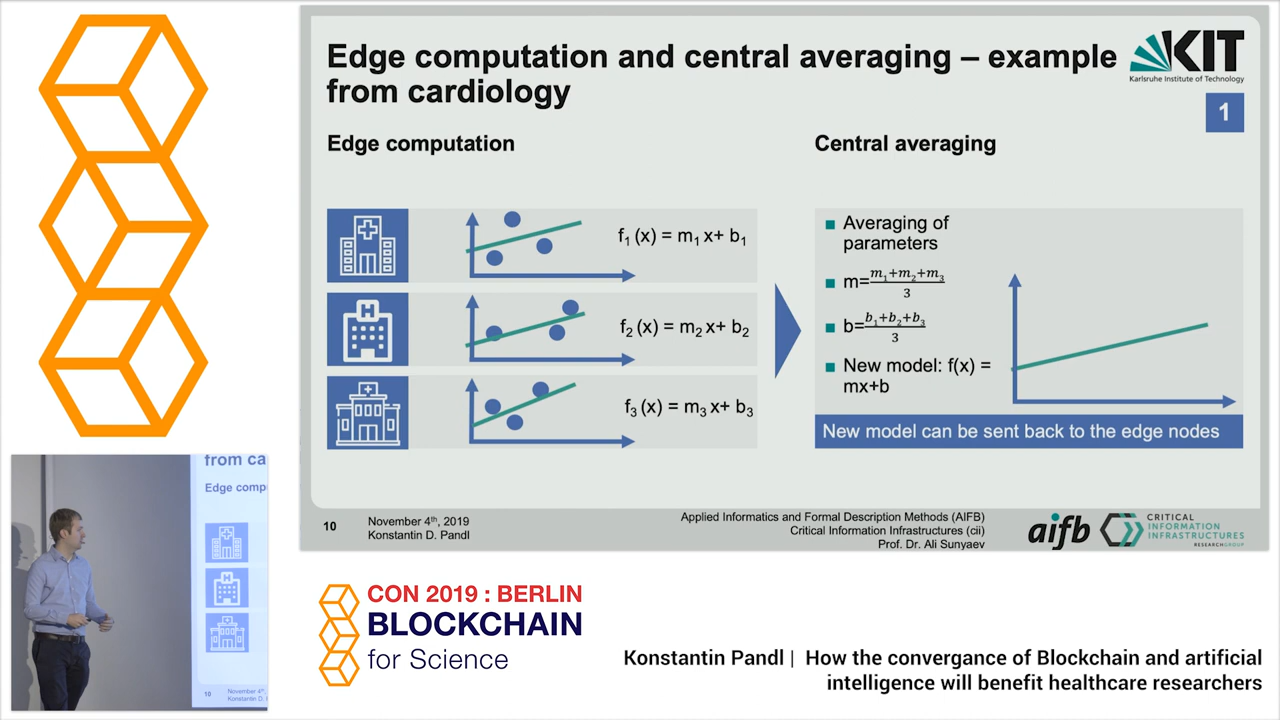 Edge computation and central averaging – example
from cardiology
KIT
Karlsruhe Institute of Technology
1
Edge computation
Central averaging
f1 (x) = m1 x+ b1
f2 (x) = m2 x+ b2
f3 (x) = m3 x+ b3
H
Averaging of
parameters
m=(m1+m2+m3)/3
b=(b1+b2+b3)/3
New model: f(x) =
mx+b
New model can be sent back to the edge nodes
10
November 4th, 2019
Konstantin D. Pandl
Applied Informatics and Formal Description Methods (AIFB)
Critical Information Infrastructures (cii)
Prof. Dr. Ali Sunyaev
aifb
CRITICAL
INFORMATION
INFRASTRUCTURES
RESEARCHGROUP
from ca
Edge comp
H
10
November 4th
Konstantin D.
CON 2019 : BERLIN
BLOCKCHAIN
for Science
Konstantin Pandl | How the convergance of Blockchain and artificial
intelligence will benefit healthcare researchers